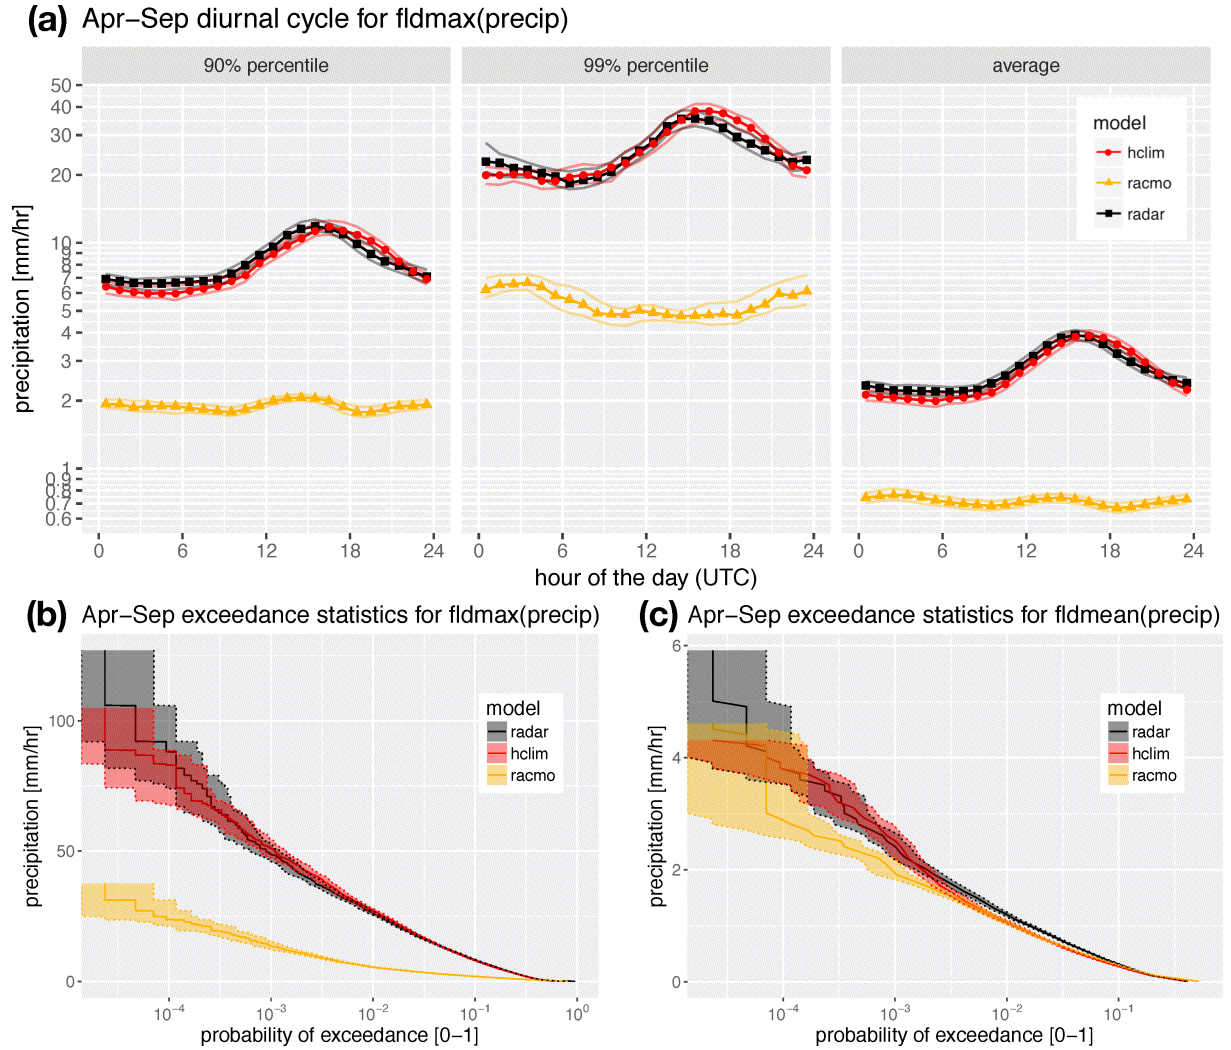 (a) Apr−Sep diurnal cycle for fldmax(precip)
90% percentile
99% percentile
average
precipitation [mm/hr]
50
40
30
20
10
9
8
7
6
5
4
3
2
1
0.9
0.8
0.7
0.6
model
hclim
racmo
radar
0 6 12 18 24
0 6 12 18 24
0 6 12 18 24
hour of the day (UTC)
(b) Apr−Sep exceedance statistics for fldmax(precip)
precipitation [mm/hr]
100
50
0
model
radar
hclim
racmo
10⁻⁴ 10⁻³ 10⁻² 10⁻¹ 10⁰
probability of exceedance [0−1]
(c) Apr−Sep exceedance statistics for fldmean(precip)
precipitation [mm/hr]
6
4
2
0
model
radar
hclim
racmo
10⁻⁴ 10⁻³ 10⁻² 10⁻¹
probability of exceedance [0−1]